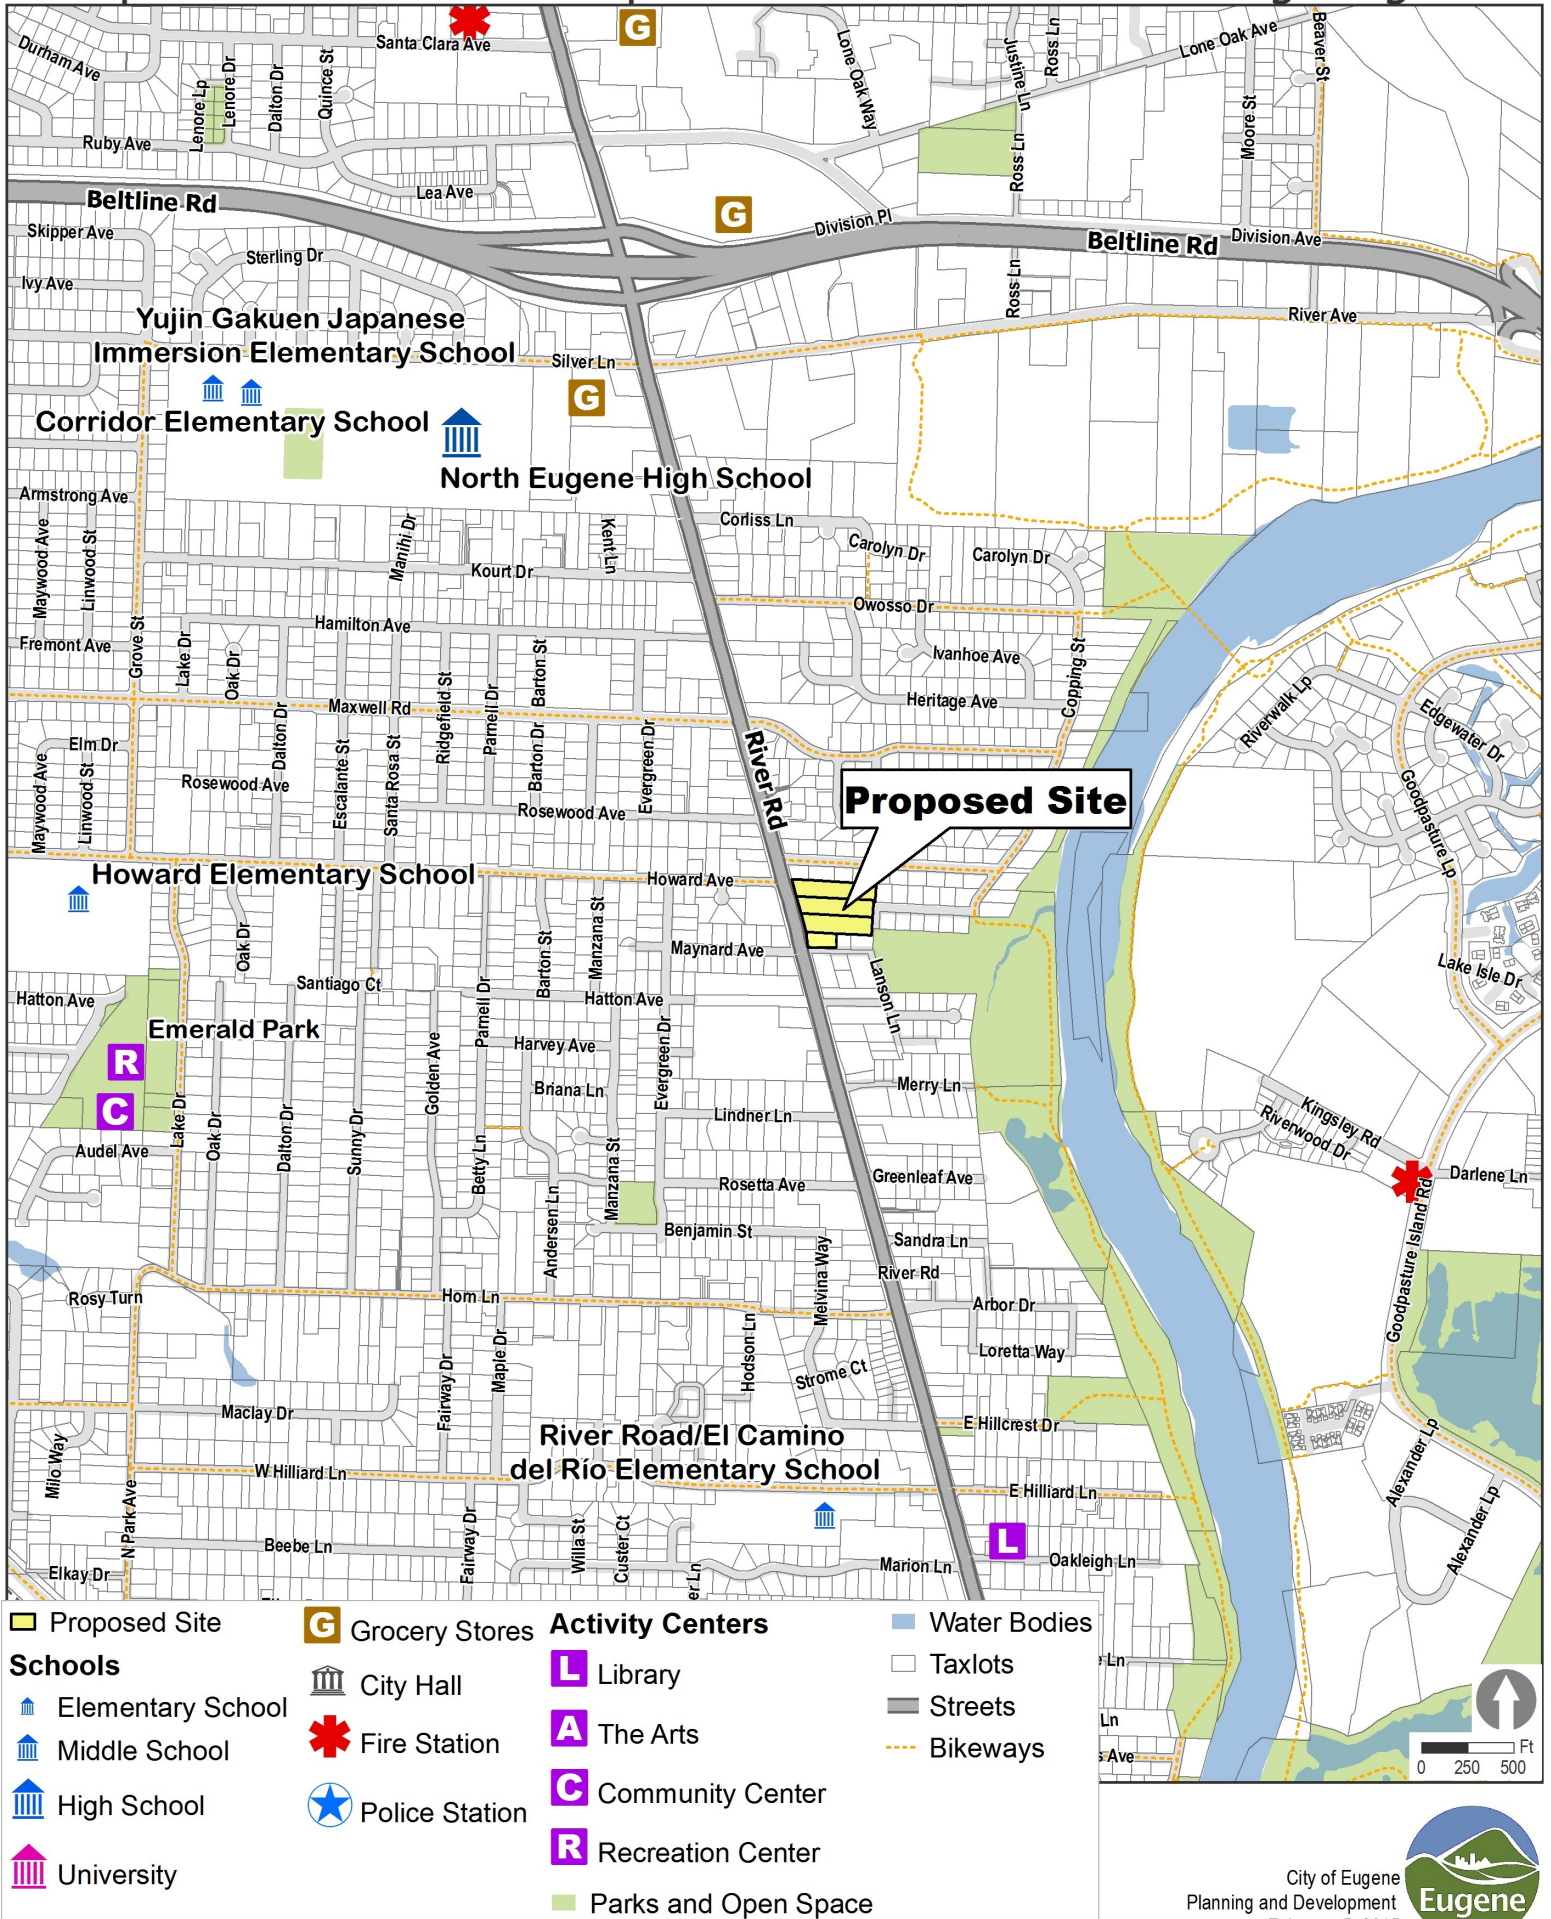 Santa Clara Ave
G
Durham Ave
Lenore Lp
Lenore Dr
Dalton Dr
Quince St
Lone Oak Way
Justine Ln
Ross Ln
Lone Oak Ave
Beaver St
Moore St
Ruby Ave
Lea Ave
Ross Ln
Beltline Rd
G
Division Pl
Skipper Ave
Sterling Dr
Beltline Rd
Division Ave
Ivy Ave
Ross Ln
River Ave
Yujin Gakuen Japanese
Immersion Elementary School
Silver Ln
G
Corridor Elementary School
North Eugene High School
Armstrong Ave
Corliss Ln
Maywood Ave
Linwood St
Manihi Dr
Kent Ln
Carolyn Dr
Carolyn Dr
Kourt Dr
Owosso Dr
Hamilton Ave
Fremont Ave
Grove St
Lake Dr
Oak Dr
Barton St
Ivanhoe Ave
Copping St
Heritage Ave
Ridgefield St
Parnell Dr
Maxwell Rd
Riverwalk Lp
Edgewater Dr
Elm Dr
Dalton Dr
Escalante St
Santa Rosa St
Barton Dr
Evergreen Dr
River Rd
Maywood Ave
Linwood St
Rosewood Ave
Rosewood Ave
Proposed Site
Goodpasture Lp
Howard Elementary School
Howard Ave
Oak Dr
Barton St
Manzana St
Maynard Ave
Lanson Ln
Lake Isle Dr
Santiago Ct
Hatton Ave
Hatton Ave
Parnell Dr
Emerald Park
R
C
Golden Ave
Harvey Ave
Evergreen Dr
Briana Ln
Merry Ln
Lindner Ln
Kingsley Rd
Riverwood Dr
Lake Dr
Oak Dr
Dalton Dr
Sunny Dr
Audel Ave
Betty Ln
Manzana St
Greenleaf Ave
Darlene Ln
Rosetta Ave
Andersen Ln
Benjamin St
Sandra Ln
Goodpasture Island Rd
Melvina Way
River Rd
Rosy Turn
Horn Ln
Arbor Dr
Hodson Ln
Loretta Way
Fairway Dr
Maple Dr
Strome Ct
Maclay Dr
E Hillcrest Dr
River Road/El Camino
del Río Elementary School
Milo Way
W Hilliard Ln
E Hilliard Ln
Alexander Lp
Alexander Lp
N Park Ave
Fairway Dr
Willa St
Custer Ct
L
Beebe Ln
Marion Ln
Oakleigh Ln
Elkay Dr
er Ln
Proposed Site
Schools
Elementary School
Middle School
High School
University
G Grocery Stores
City Hall
Fire Station
Police Station
Activity Centers
L Library
A The Arts
C Community Center
R Recreation Center
Parks and Open Space
Water Bodies
Taxlots
Streets
Bikeways
Ln
Ln
s Ave
Ft
0 250 500
City of Eugene
Planning and Development
Eugene